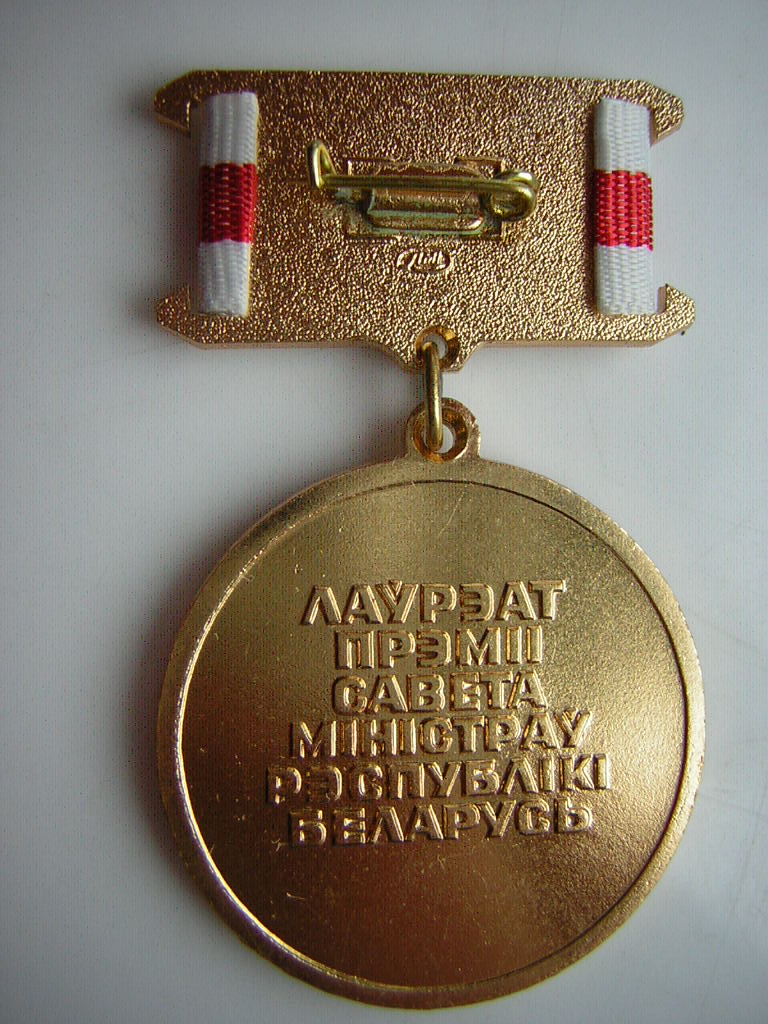 ЛАЎРЭАТ
ПРЭМІІ
САВЕТА
МІНІСТРАЎ
РЭСПУБЛІКІ
БЕЛАРУСЬ